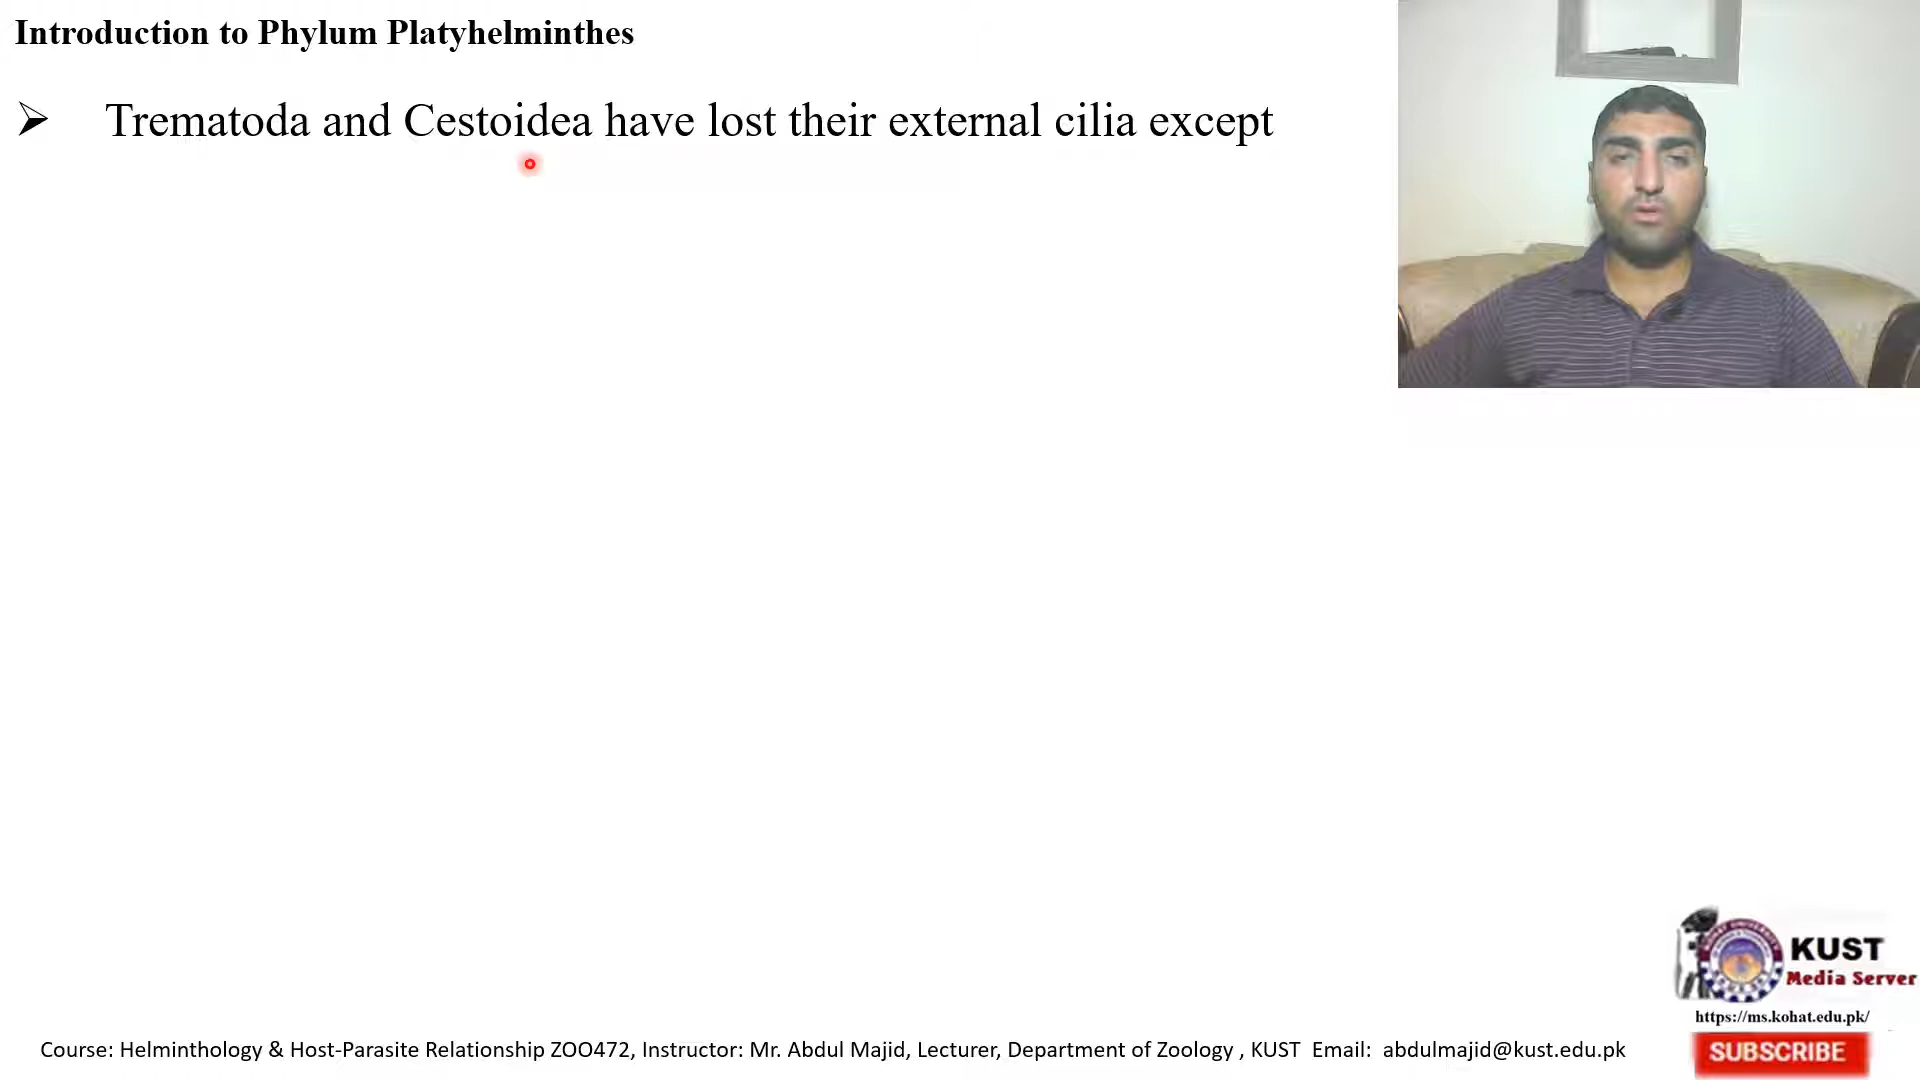 Introduction to Phylum Platyhelminthes
Trematoda and Cestoidea have lost their external cilia except
KUST
Media Server
https://ms.kohat.edu.pk/
SUBSCRIBE
Course: Helminthology & Host-Parasite Relationship ZOO472, Instructor: Mr. Abdul Majid, Lecturer, Department of Zoology , KUST Email: abdulmajid@kust.edu.pk